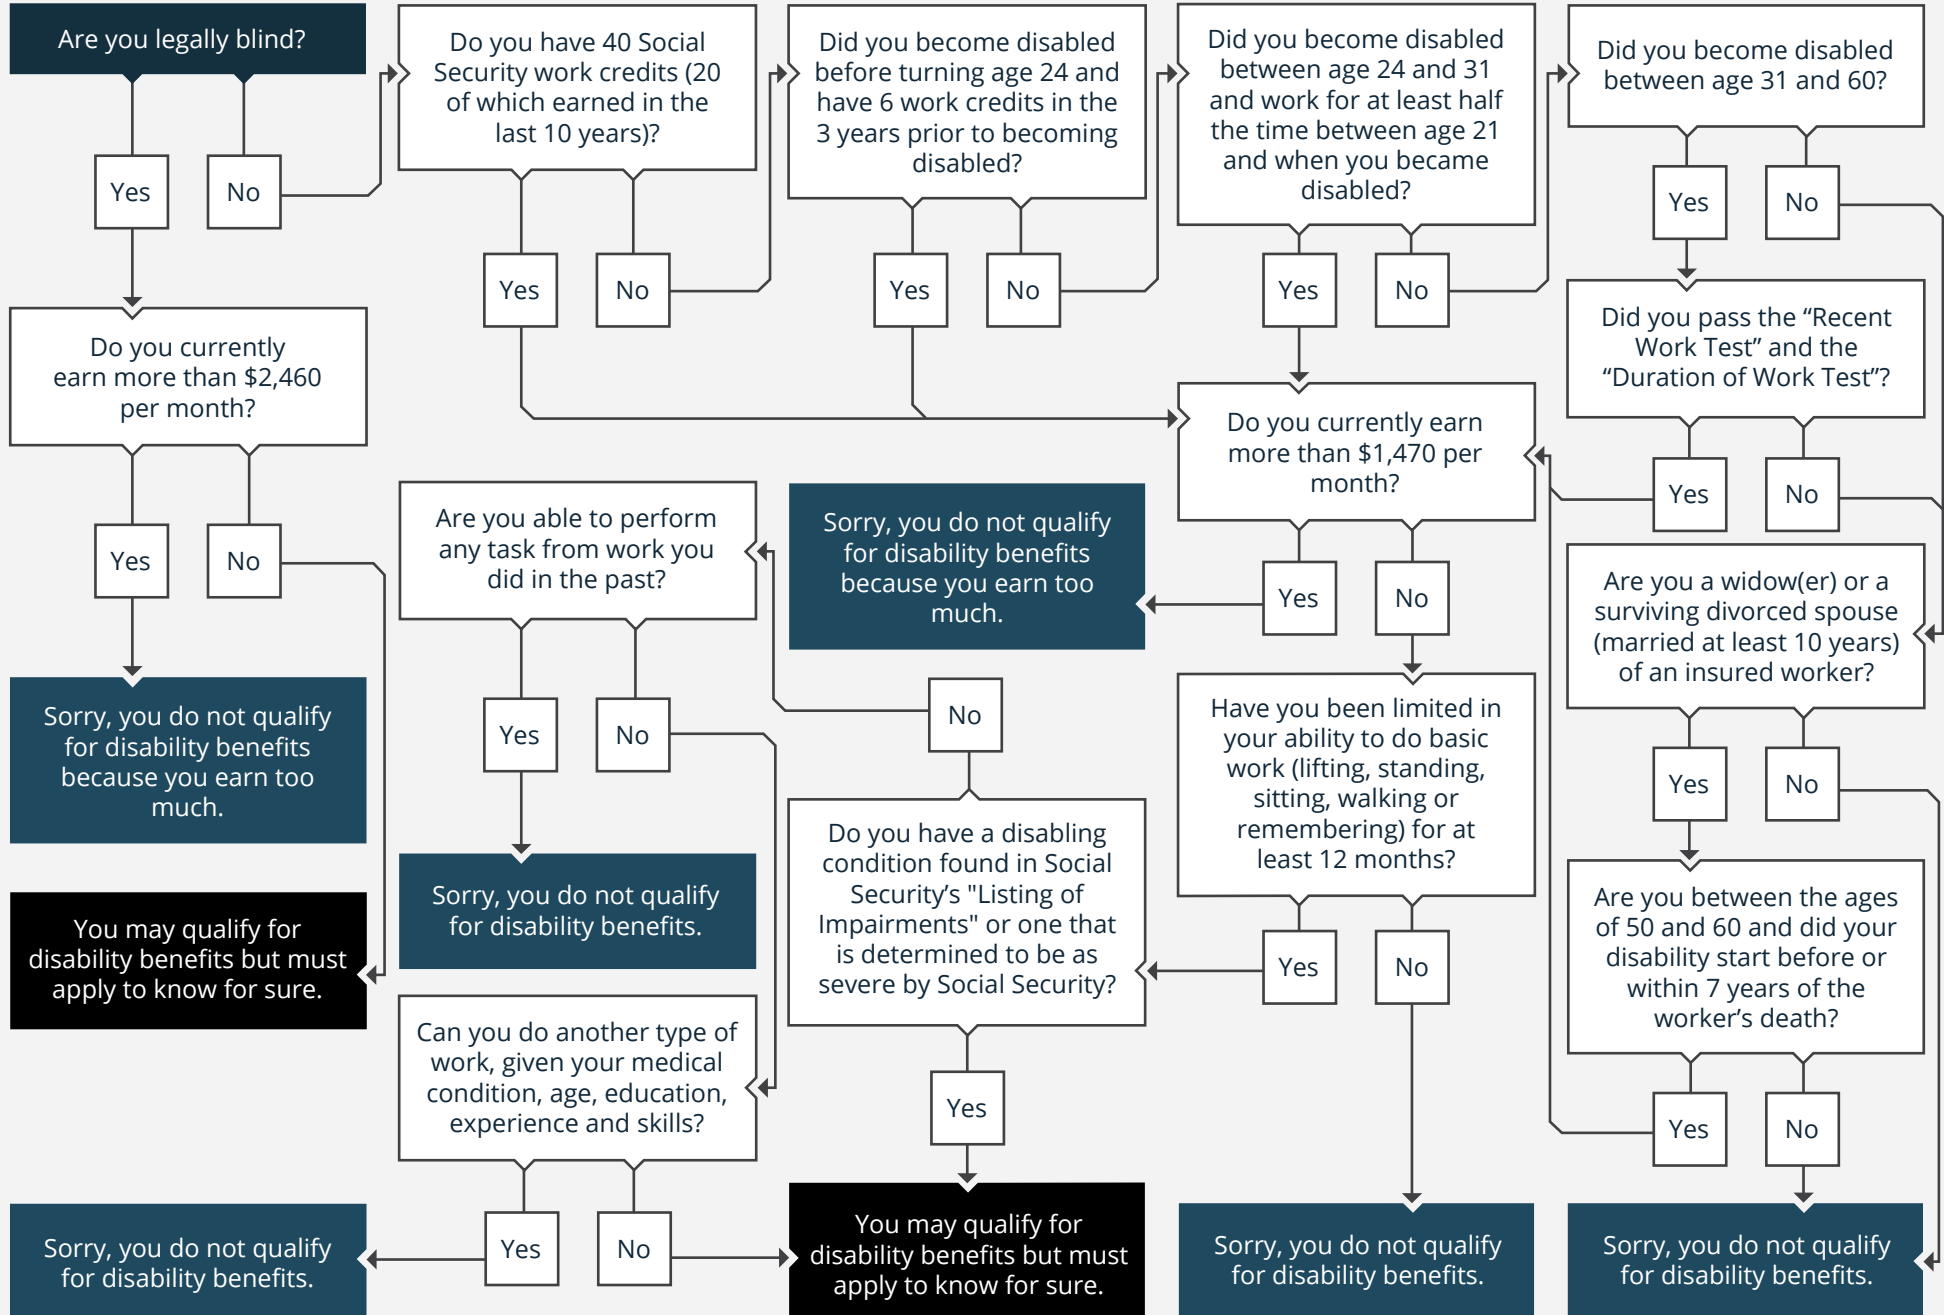 Are you legally blind?
Yes
No
Do you currently
earn more than $2,460
per month?
Yes
No
Sorry, you do not qualify
for disability benefits
because you earn too
much.
You may qualify for
disability benefits but must
apply to know for sure.
Do you have 40 Social
Security work credits (20
of which earned in the
last 10 years)?
Yes
No
Did you become disabled
before turning age 24 and
have 6 work credits in the
3 years prior to becoming
disabled?
Yes
No
Did you become disabled
between age 24 and 31
and work for at least half
the time between age 21
and when you became
disabled?
Yes
No
Did you become disabled
between age 31 and 60?
Yes
No
Did you pass the “Recent
Work Test” and the
“Duration of Work Test”?
Yes
No
Are you a widow(er) or a
surviving divorced spouse
(married at least 10 years)
of an insured worker?
Yes
No
Are you between the ages
of 50 and 60 and did your
disability start before or
within 7 years of the
worker’s death?
Yes
No
Sorry, you do not qualify
for disability benefits.
Do you currently earn
more than $1,470 per
month?
Yes
No
Sorry, you do not qualify
for disability benefits
because you earn too
much.
Have you been limited in
your ability to do basic
work (lifting, standing,
sitting, walking or
remembering) for at
least 12 months?
Yes
No
Sorry, you do not qualify
for disability benefits.
Do you have a disabling
condition found in Social
Security’s "Listing of
Impairments" or one that
is determined to be as
severe by Social Security?
No
Yes
You may qualify for
disability benefits but must
apply to know for sure.
Are you able to perform
any task from work you
did in the past?
Yes
No
Sorry, you do not qualify
for disability benefits.
Can you do another type of
work, given your medical
condition, age, education,
experience and skills?
Yes
No
Sorry, you do not qualify
for disability benefits.